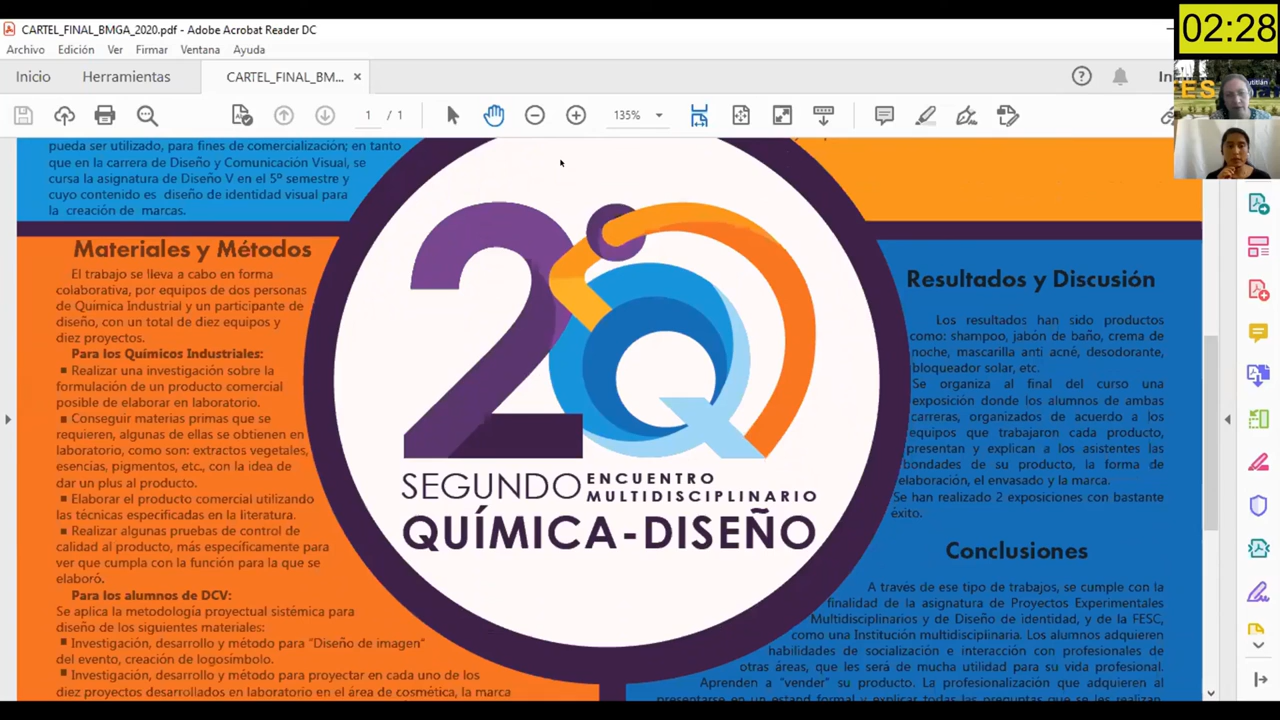 CARTEL_FINAL_BMGA_2020.pdf - Adobe Acrobat Reader DC
Archivo Edición Ver Firmar Ventana Ayuda
Inicio Herramientas CARTEL_FINAL_BM... ×
1 / 1 135%
02:28
pueda ser utilizado, para fines de comercialización; en tanto
que en la carrera de Diseño y Comunicación Visual, se
cursa la asignatura de Diseño V en el 5º semestre y
cuyo contenido es diseño de identidad visual para
la creación de marcas.
Materiales y Métodos
El trabajo se lleva a cabo en forma
colaborativa, por equipos de dos personas
de Química Industrial y un participante de
diseño, con un total de diez equipos y
diez proyectos.
Para los Químicos Industriales:
▪ Realizar una investigación sobre la
formulación de un producto comercial
posible de elaborar en laboratorio.
▪ Conseguir materias primas que se
requieren, algunas de ellas se obtienen en
laboratorio, como son: extractos vegetales,
esencias, pigmentos, etc., con la idea de
dar un plus al producto.
▪ Elaborar el producto comercial utilizando
las técnicas especificadas en la literatura.
▪ Realizar algunas pruebas de control de
calidad al producto, más específicamente para
ver que cumpla con la función para la que se
elaboró.
Para los alumnos de DCV:
Se aplica la metodología proyectual sistémica para
diseño de los siguientes materiales:
▪ Investigación, desarrollo y método para "Diseño de imagen"
del evento, creación de logosímbolo.
▪ Investigación, desarrollo y método para proyectar en cada uno de los
diez proyectos desarrollados en laboratorio en el área de cosmética, la marca
2Q
SEGUNDO ENCUENTRO
MULTIDISCIPLINARIO
QUÍMICA-DISEÑO
Resultados y Discusión
Los resultados han sido productos
como: shampoo, jabón de baño, crema de
noche, mascarilla anti acné, desodorante,
bloqueador solar, etc.
Se organiza al final del curso una
exposición donde los alumnos de ambas
carreras, organizados de acuerdo a los
equipos que trabajaron cada producto,
presentan y explican a los asistentes las
bondades de su producto, la forma de
elaboración, el envasado y la marca.
Se han realizado 2 exposiciones con bastante
éxito.
Conclusiones
A través de ese tipo de trabajos, se cumple con la
finalidad de la asignatura de Proyectos Experimentales
Multidisciplinarios y de Diseño de identidad, y de la FESC,
como una Institución multidisciplinaria. Los alumnos adquieren
habilidades de socialización e interacción con profesionales de
otras áreas, que les será de mucha utilidad para su vida profesional.
Aprenden a "vender" su producto. La profesionalización que adquieren al
presentarse en un estand formal y explicar todas las preguntas que se les realizan,